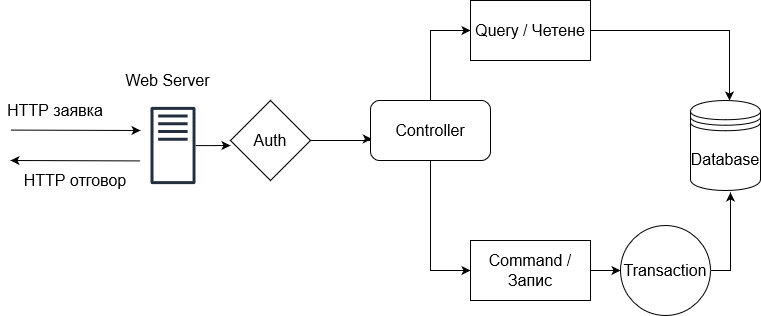 Query / Четене
Web Server
HTTP заявка
Auth
Controller
Database
HTTP отговор
Command /
Запис
Transaction